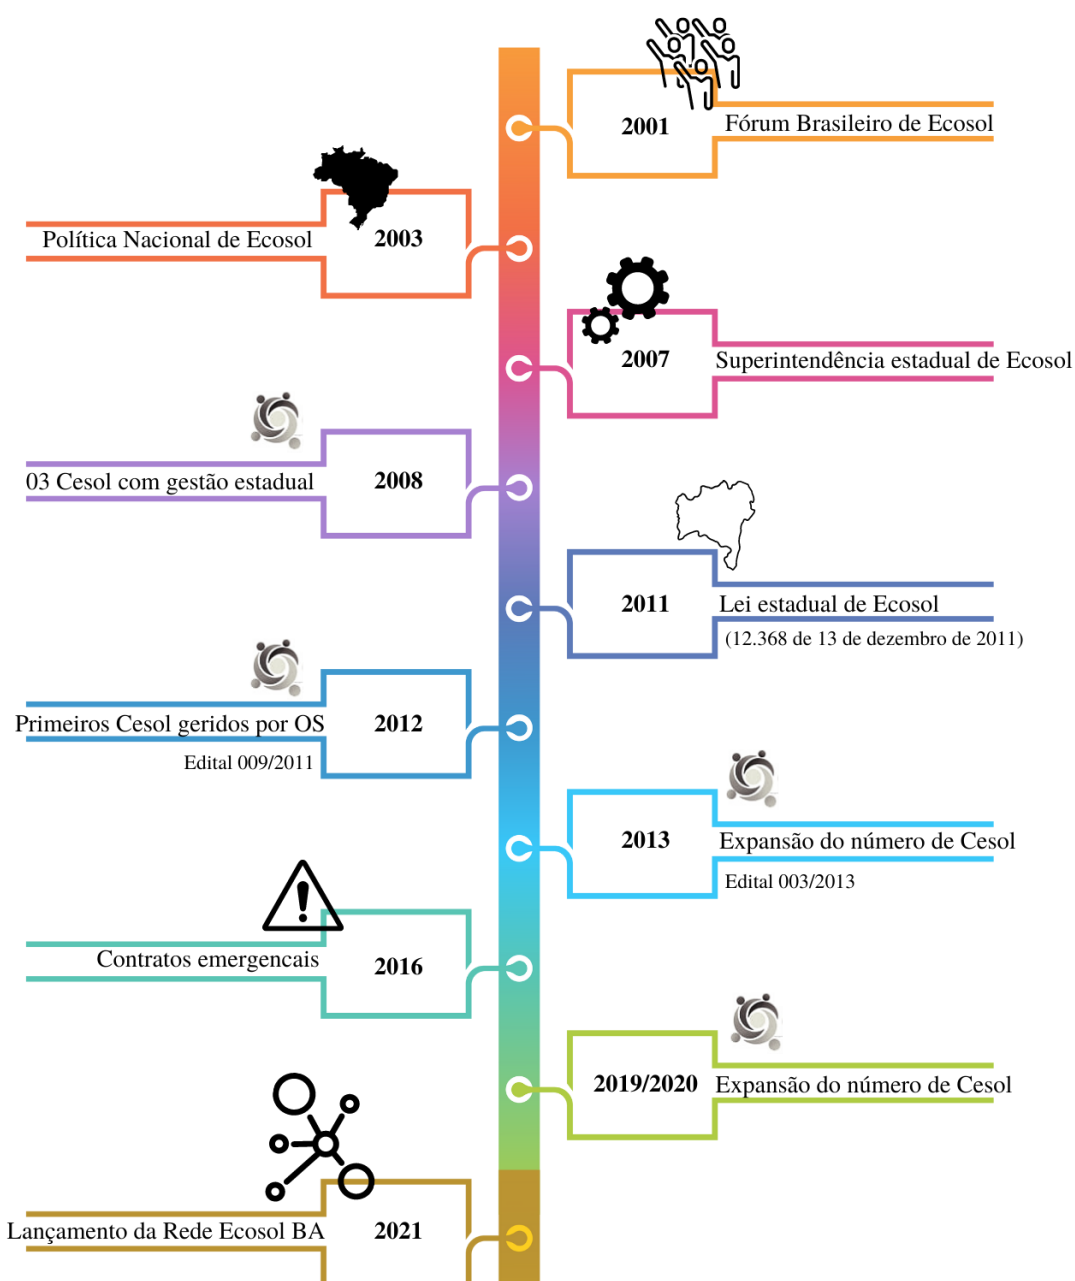 2001
Fórum Brasileiro de Ecosol
2003
Política Nacional de Ecosol
2007
Superintendência estadual de Ecosol
2008
03 Cesol com gestão estadual
2011
Lei estadual de Ecosol
(12.368 de 13 de dezembro de 2011)
2012
Primeiros Cesol geridos por OS
Edital 009/2011
2013
Expansão do número de Cesol
Edital 003/2013
2016
Contratos emergencais
2019/2020
Expansão do número de Cesol
2021
Lançamento da Rede Ecosol BA